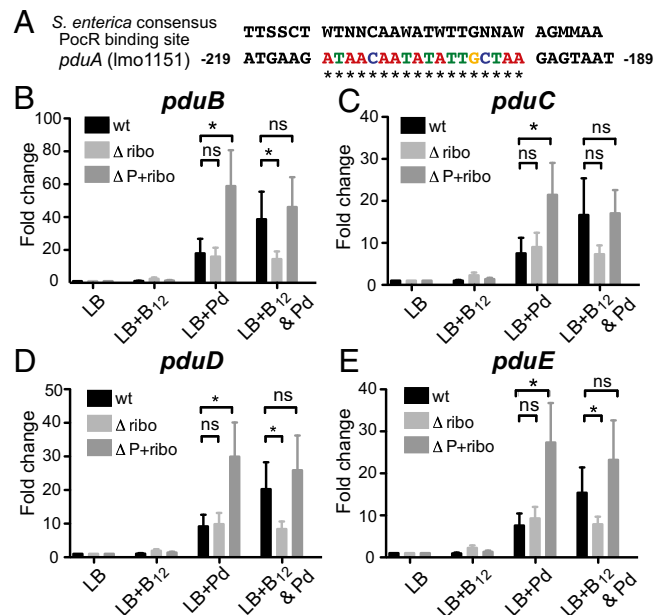 A
S. enterica consensus PocR binding site TTSSCT WTNNCAAWATWTTGNNAW AGMMAA
pduA (lmo1151) -219 ATGAAG ATAACAATATATTGCTAA GAGTAAT -189
******************
B
pduB
Fold change
100
80
60
40
20
0
wt
Δ ribo
Δ P+ribo
*
ns
ns
*
LB
LB+B12
LB+Pd
LB+B12 & Pd
C
pduC
Fold change
40
30
20
10
0
wt
Δ ribo
Δ P+ribo
*
ns
ns
ns
LB
LB+B12
LB+Pd
LB+B12 & Pd
D
pduD
Fold change
50
40
30
20
10
0
wt
Δ ribo
Δ P+ribo
*
ns
ns
*
LB
LB+B12
LB+Pd
LB+B12 & Pd
E
pduE
Fold change
40
30
20
10
0
wt
Δ ribo
Δ P+ribo
*
ns
ns
*
LB
LB+B12
LB+Pd
LB+B12 & Pd